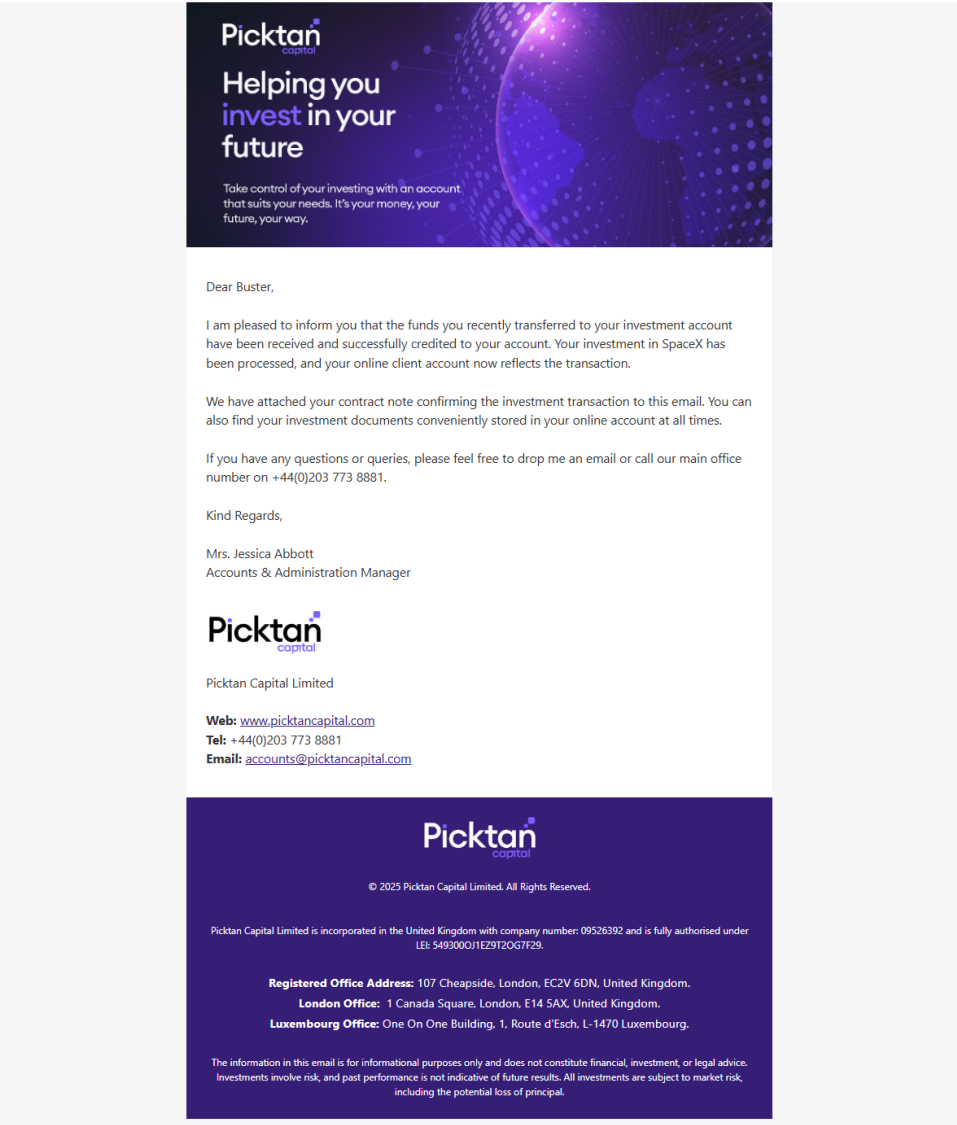 Picktan
capital
Helping you
invest in your
future
Take control of your investing with an account
that suits your needs. It's your money, your
future, your way.
Dear Buster,
I am pleased to inform you that the funds you recently transferred to your investment account
have been received and successfully credited to your account. Your investment in SpaceX has
been processed, and your online client account now reflects the transaction.
We have attached your contract note confirming the investment transaction to this email. You can
also find your investment documents conveniently stored in your online account at all times.
If you have any questions or queries, please feel free to drop me an email or call our main office
number on +44(0)203 773 8881.
Kind Regards,
Mrs. Jessica Abbott
Accounts & Administration Manager
Picktan
capital
Picktan Capital Limited
Web: www.picktancapital.com
Tel: +44(0)203 773 8881
Email: accounts@picktancapital.com
Picktan
capital
© 2025 Picktan Capital Limited. All Rights Reserved.
Picktan Capital Limited is incorporated in the United Kingdom with company number: 09526392 and is fully authorised under
LEI: 549300OJ1EZ9T2OG7F29.
Registered Office Address: 107 Cheapside, London, EC2V 6DN, United Kingdom.
London Office: 1 Canada Square, London, E14 5AX, United Kingdom.
Luxembourg Office: One On One Building, 1, Route d'Esch, L-1470 Luxembourg.
The information in this email is for informational purposes only and does not constitute financial, investment, or legal advice.
Investments involve risk, and past performance is not indicative of future results. All investments are subject to market risk,
including the potential loss of principal.